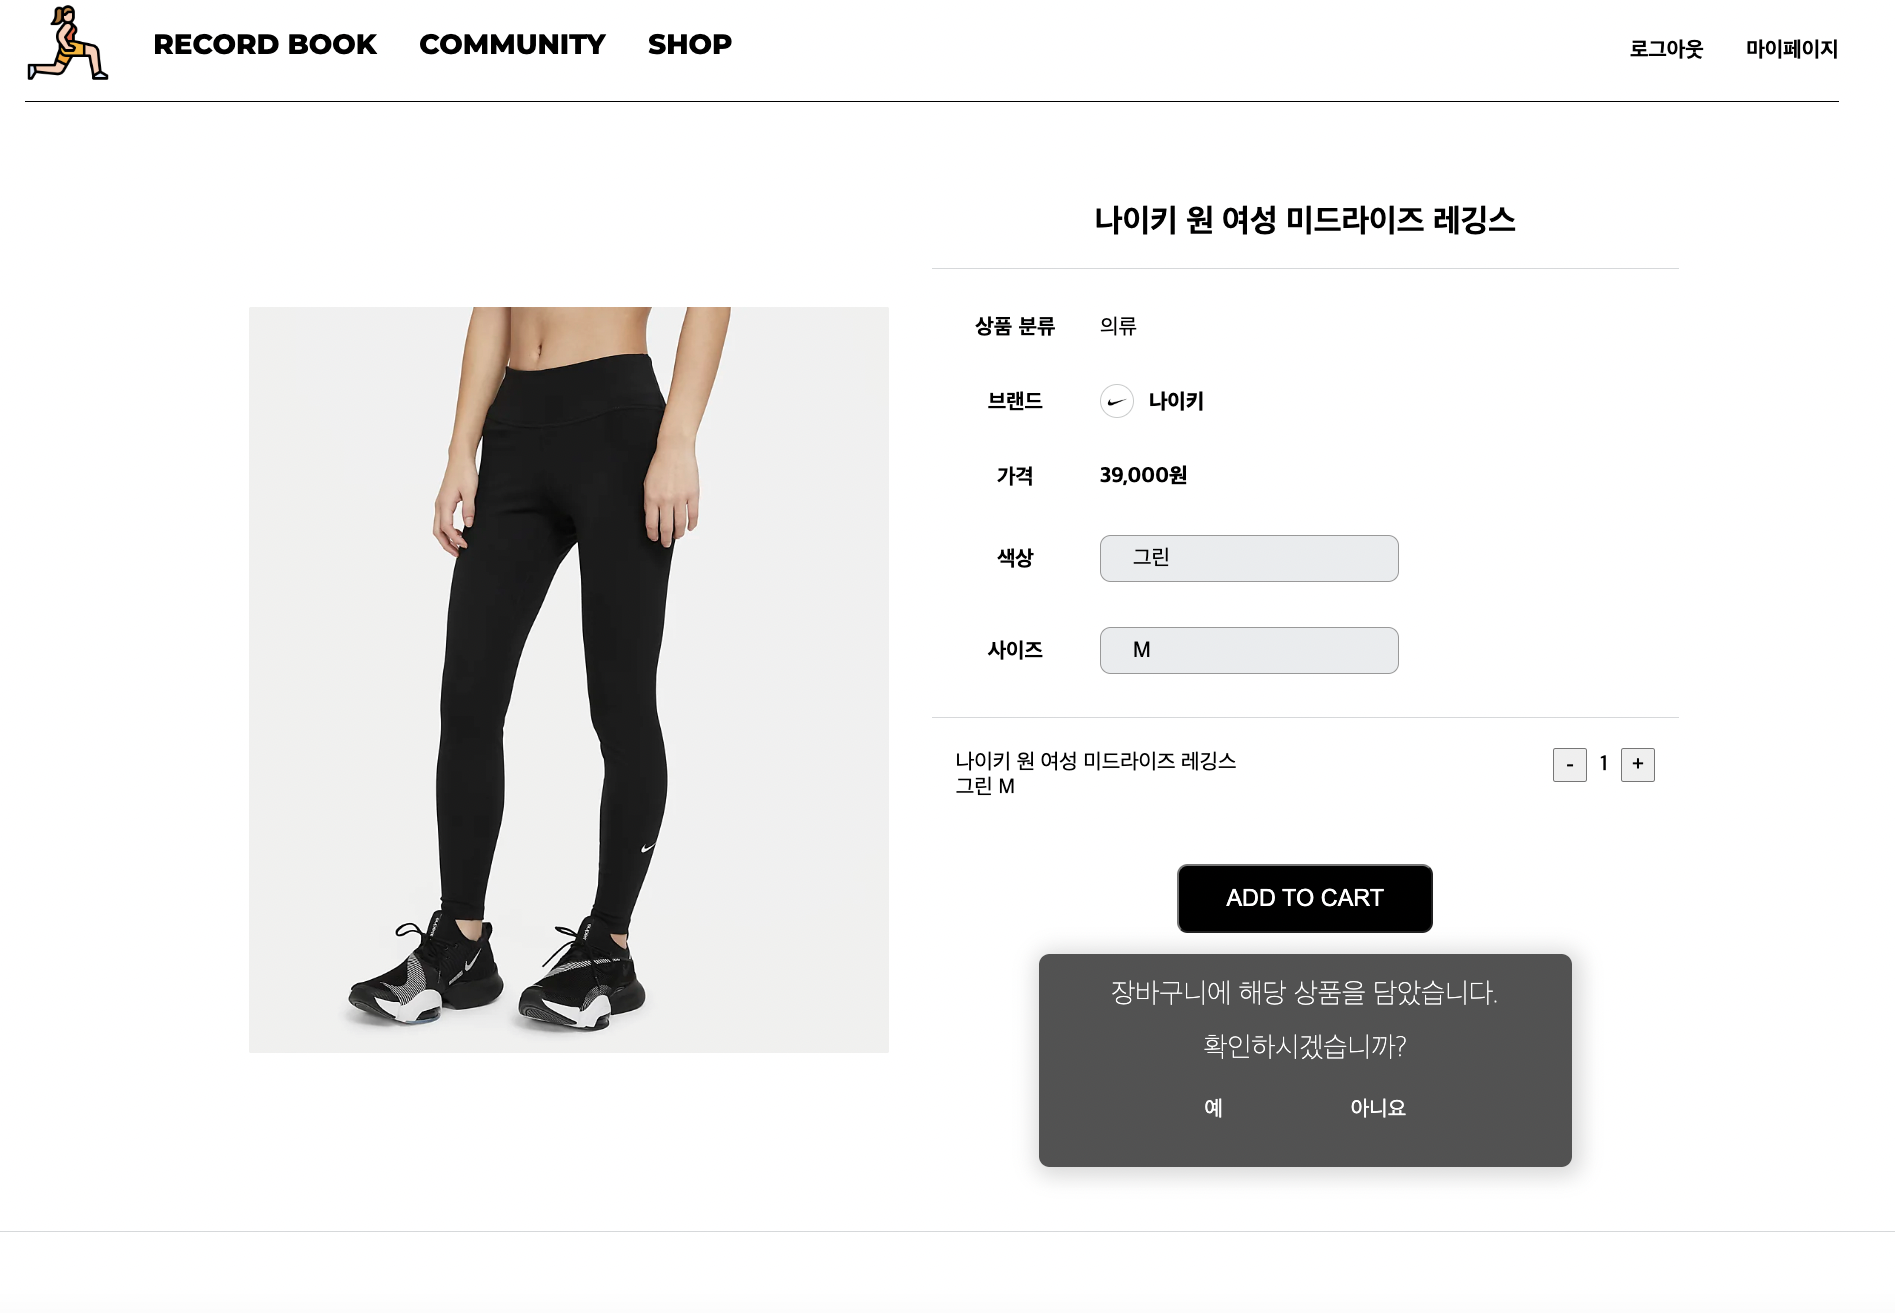 RECORD BOOK COMMUNITY SHOP 로그아웃 마이페이지
나이키 원 여성 미드라이즈 레깅스
상품 분류 의류
브랜드 나이키
가격 39,000원
색상 그린
사이즈 M
나이키 원 여성 미드라이즈 레깅스 - 1 +
그린 M
ADD TO CART
장바구니에 해당 상품을 담았습니다.
확인하시겠습니까?
예 아니요